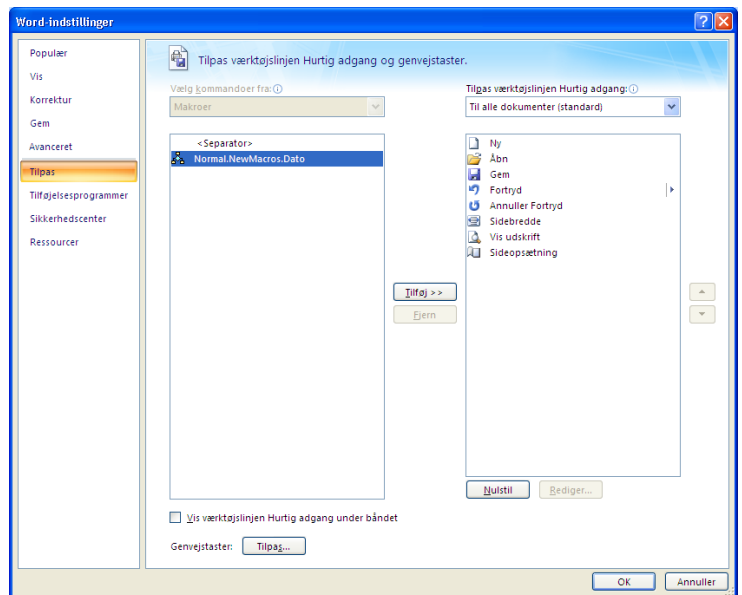 Word-indstillinger
Populær
Vis
Korrektur
Gem
Avanceret
Tilpas
Tilføjelsesprogrammer
Sikkerhedscenter
Ressourcer
Tilpas værktøjslinjen Hurtig adgang og genvejstaster.
Vælg kommandoer fra:
Makroer
<Separator>
Normal.NewMacros.Dato
Tilføj >>
Fjern
Tilpas værktøjslinjen Hurtig adgang:
Til alle dokumenter (standard)
Ny
Åbn
Gem
Fortryd
Annuller Fortryd
Sidebredde
Vis udskrift
Sideopsætning
Nulstil
Rediger...
Vis værktøjslinjen Hurtig adgang under båndet
Genvejstaster:
Tilpas...
OK
Annuller